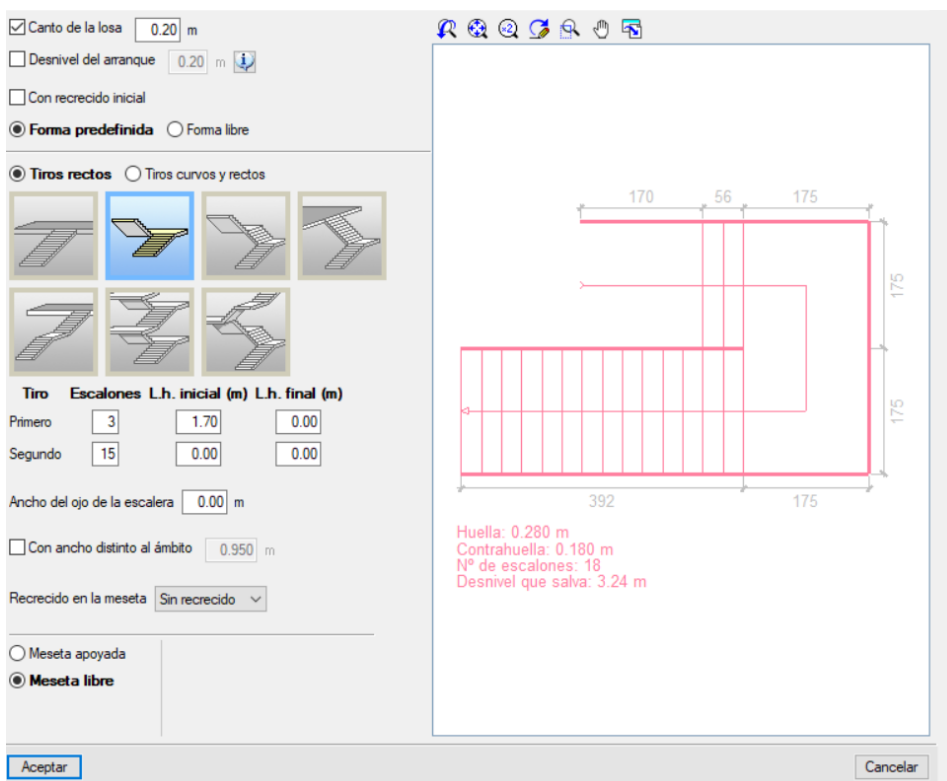 Canto de la losa 0.20 m
Desnivel del arranque 0.20 m
Con recrecido inicial
Forma predefinida Forma libre
Tiros rectos Tiros curvos y rectos
Tiro Escalones L.h. inicial (m) L.h. final (m)
Primero 3 1.70 0.00
Segundo 15 0.00 0.00
Ancho del ojo de la escalera 0.00 m
Con ancho distinto al ámbito 0.950 m
Recrecido en la meseta Sin recrecido
Meseta apoyada
Meseta libre
x2
170 56 175
175
175
392 175
Huella: 0.280 m
Contrahuella: 0.180 m
Nº de escalones: 18
Desnivel que salva: 3.24 m
Aceptar Cancelar